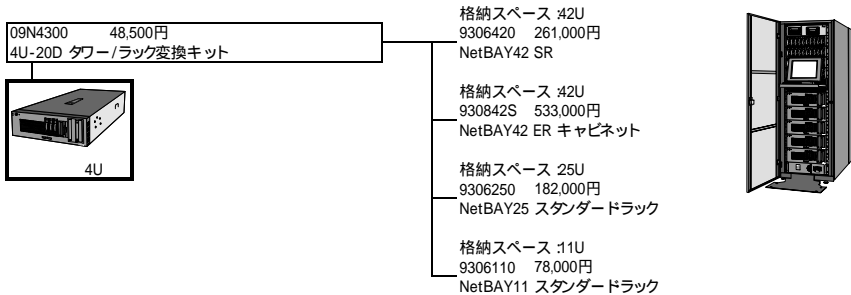 09N4300 48,500円
4U-20D タワー/ラック変換キット
4U
格納スペース :42U
9306420 261,000円
NetBAY42 SR
格納スペース :42U
930842S 533,000円
NetBAY42 ER キャビネット
格納スペース :25U
9306250 182,000円
NetBAY25 スタンダードラック
格納スペース :11U
9306110 78,000円
NetBAY11 スタンダードラック